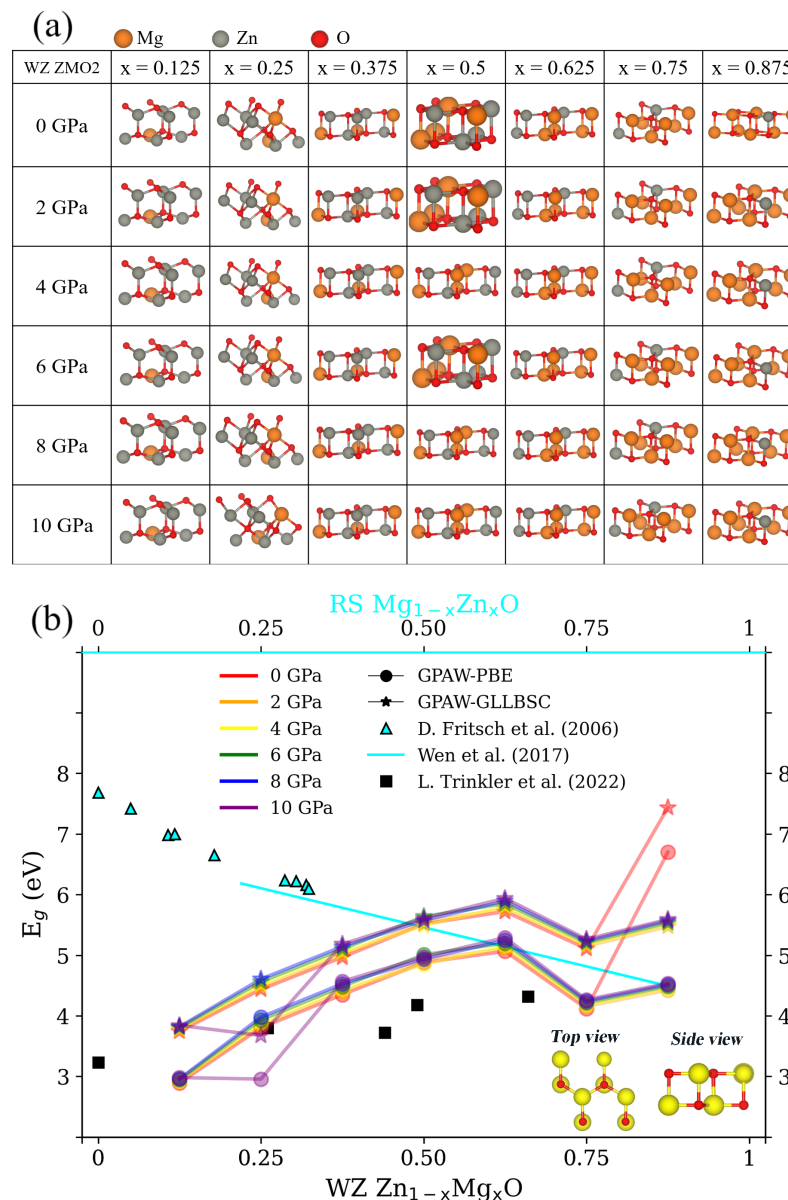 (a)
Mg Zn O
WZ ZMO2 x = 0.125 x = 0.25 x = 0.375 x = 0.5 x = 0.625 x = 0.75 x = 0.875
0 GPa
2 GPa
4 GPa
6 GPa
8 GPa
10 GPa
(b)
RS Mg₁₋ₓZnₓO
0 0.25 0.50 0.75 1
0 GPa
2 GPa
4 GPa
6 GPa
8 GPa
10 GPa
GPAW-PBE
GPAW-GLLBSC
D. Fritsch et al. (2006)
Wen et al. (2017)
L. Trinkler et al. (2022)
E_g (eV)
8 8
7 7
6 6
5 5
4 4
3 3
Top view Side view
0 0.25 0.50 0.75 1
WZ Zn₁₋ₓMgₓO